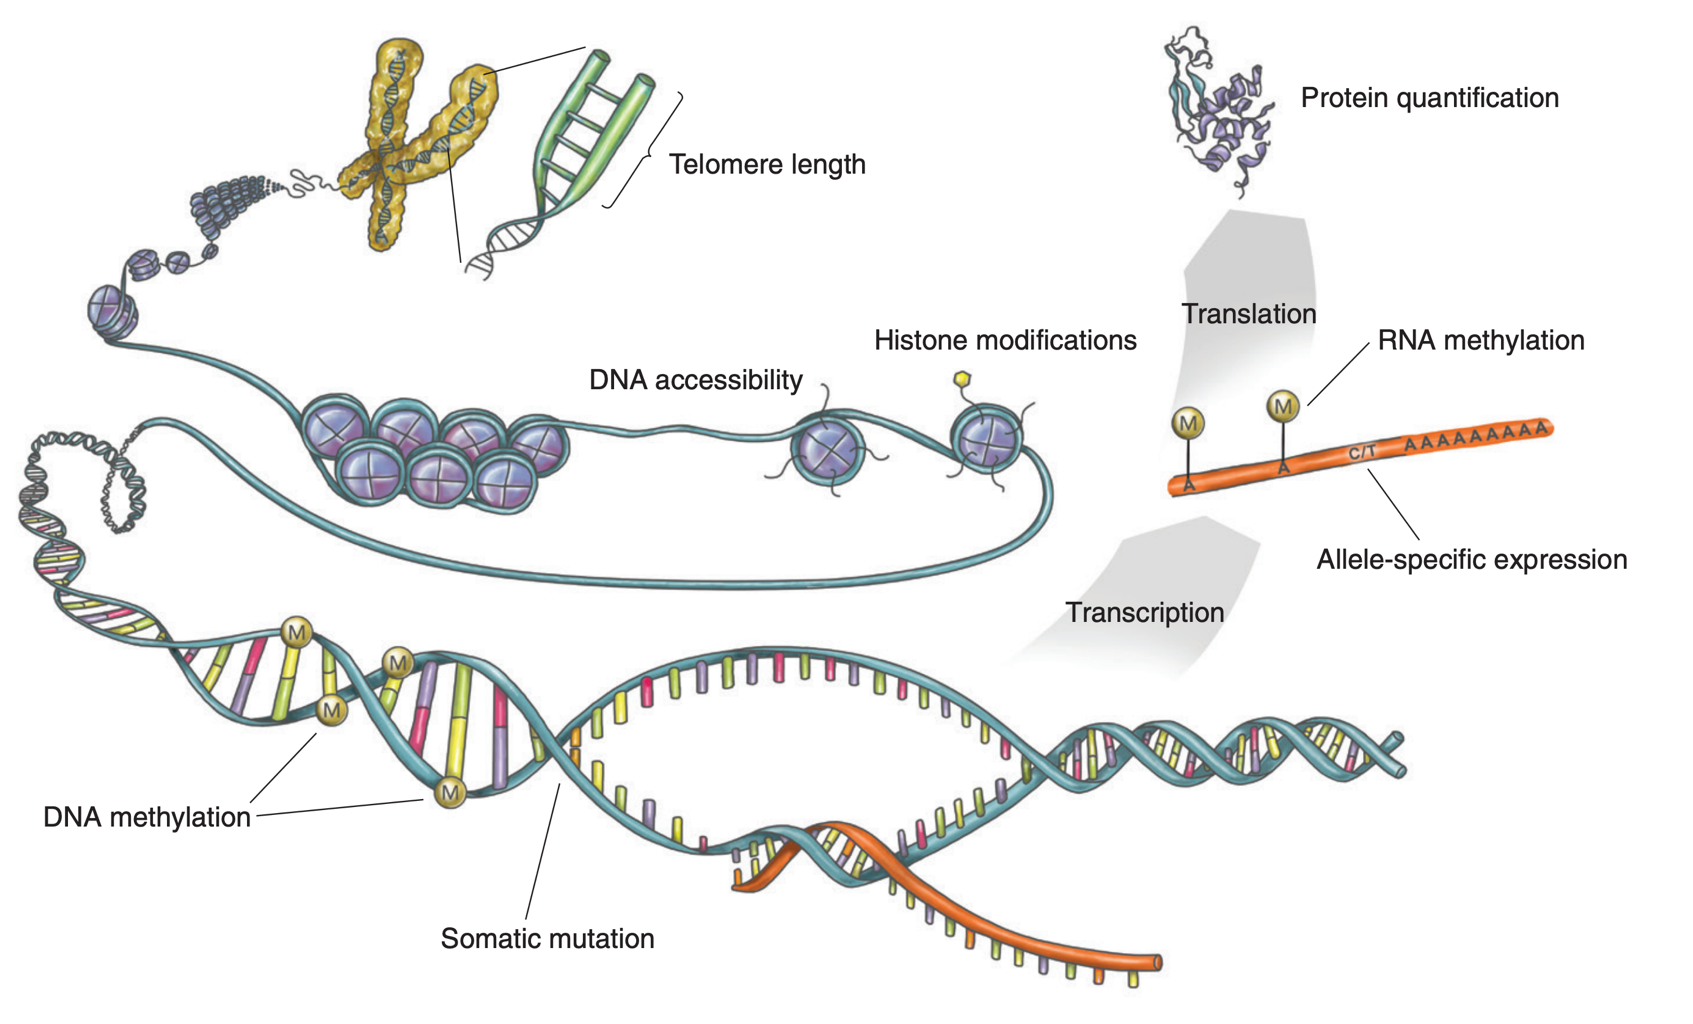 Protein quantification
Telomere length
Translation
Histone modifications
RNA methylation
DNA accessibility
M
M
A
A
C/T
AAAAAAAAA
Allele-specific expression
Transcription
M
M
M
M
DNA methylation
Somatic mutation